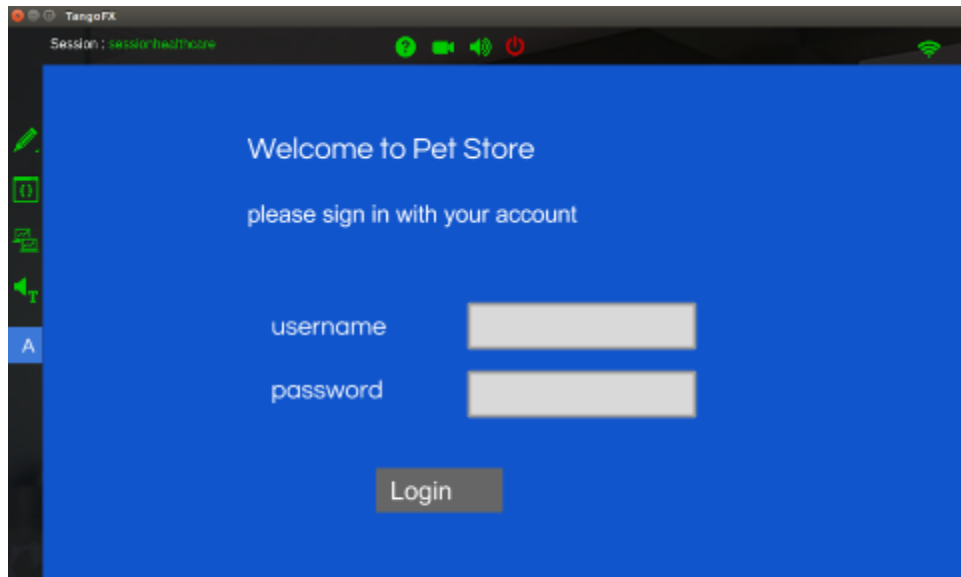 TangoFX
Session : sessionhealthcare
Welcome to Pet Store
please sign in with your account
T
A
username
password
Login